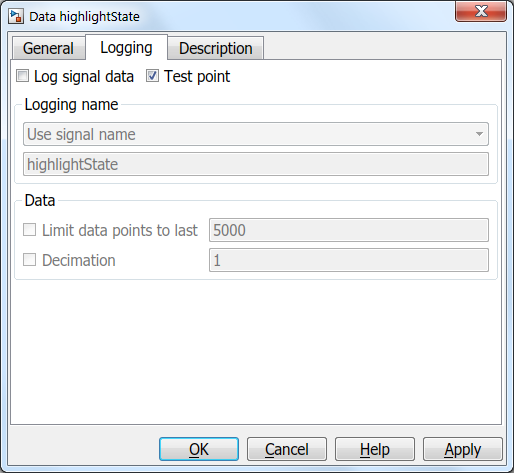 Data highlightState
General Logging Description
Log signal data Test point
Logging name
Use signal name
highlightState
Data
Limit data points to last 5000
Decimation 1
OK Cancel Help Apply